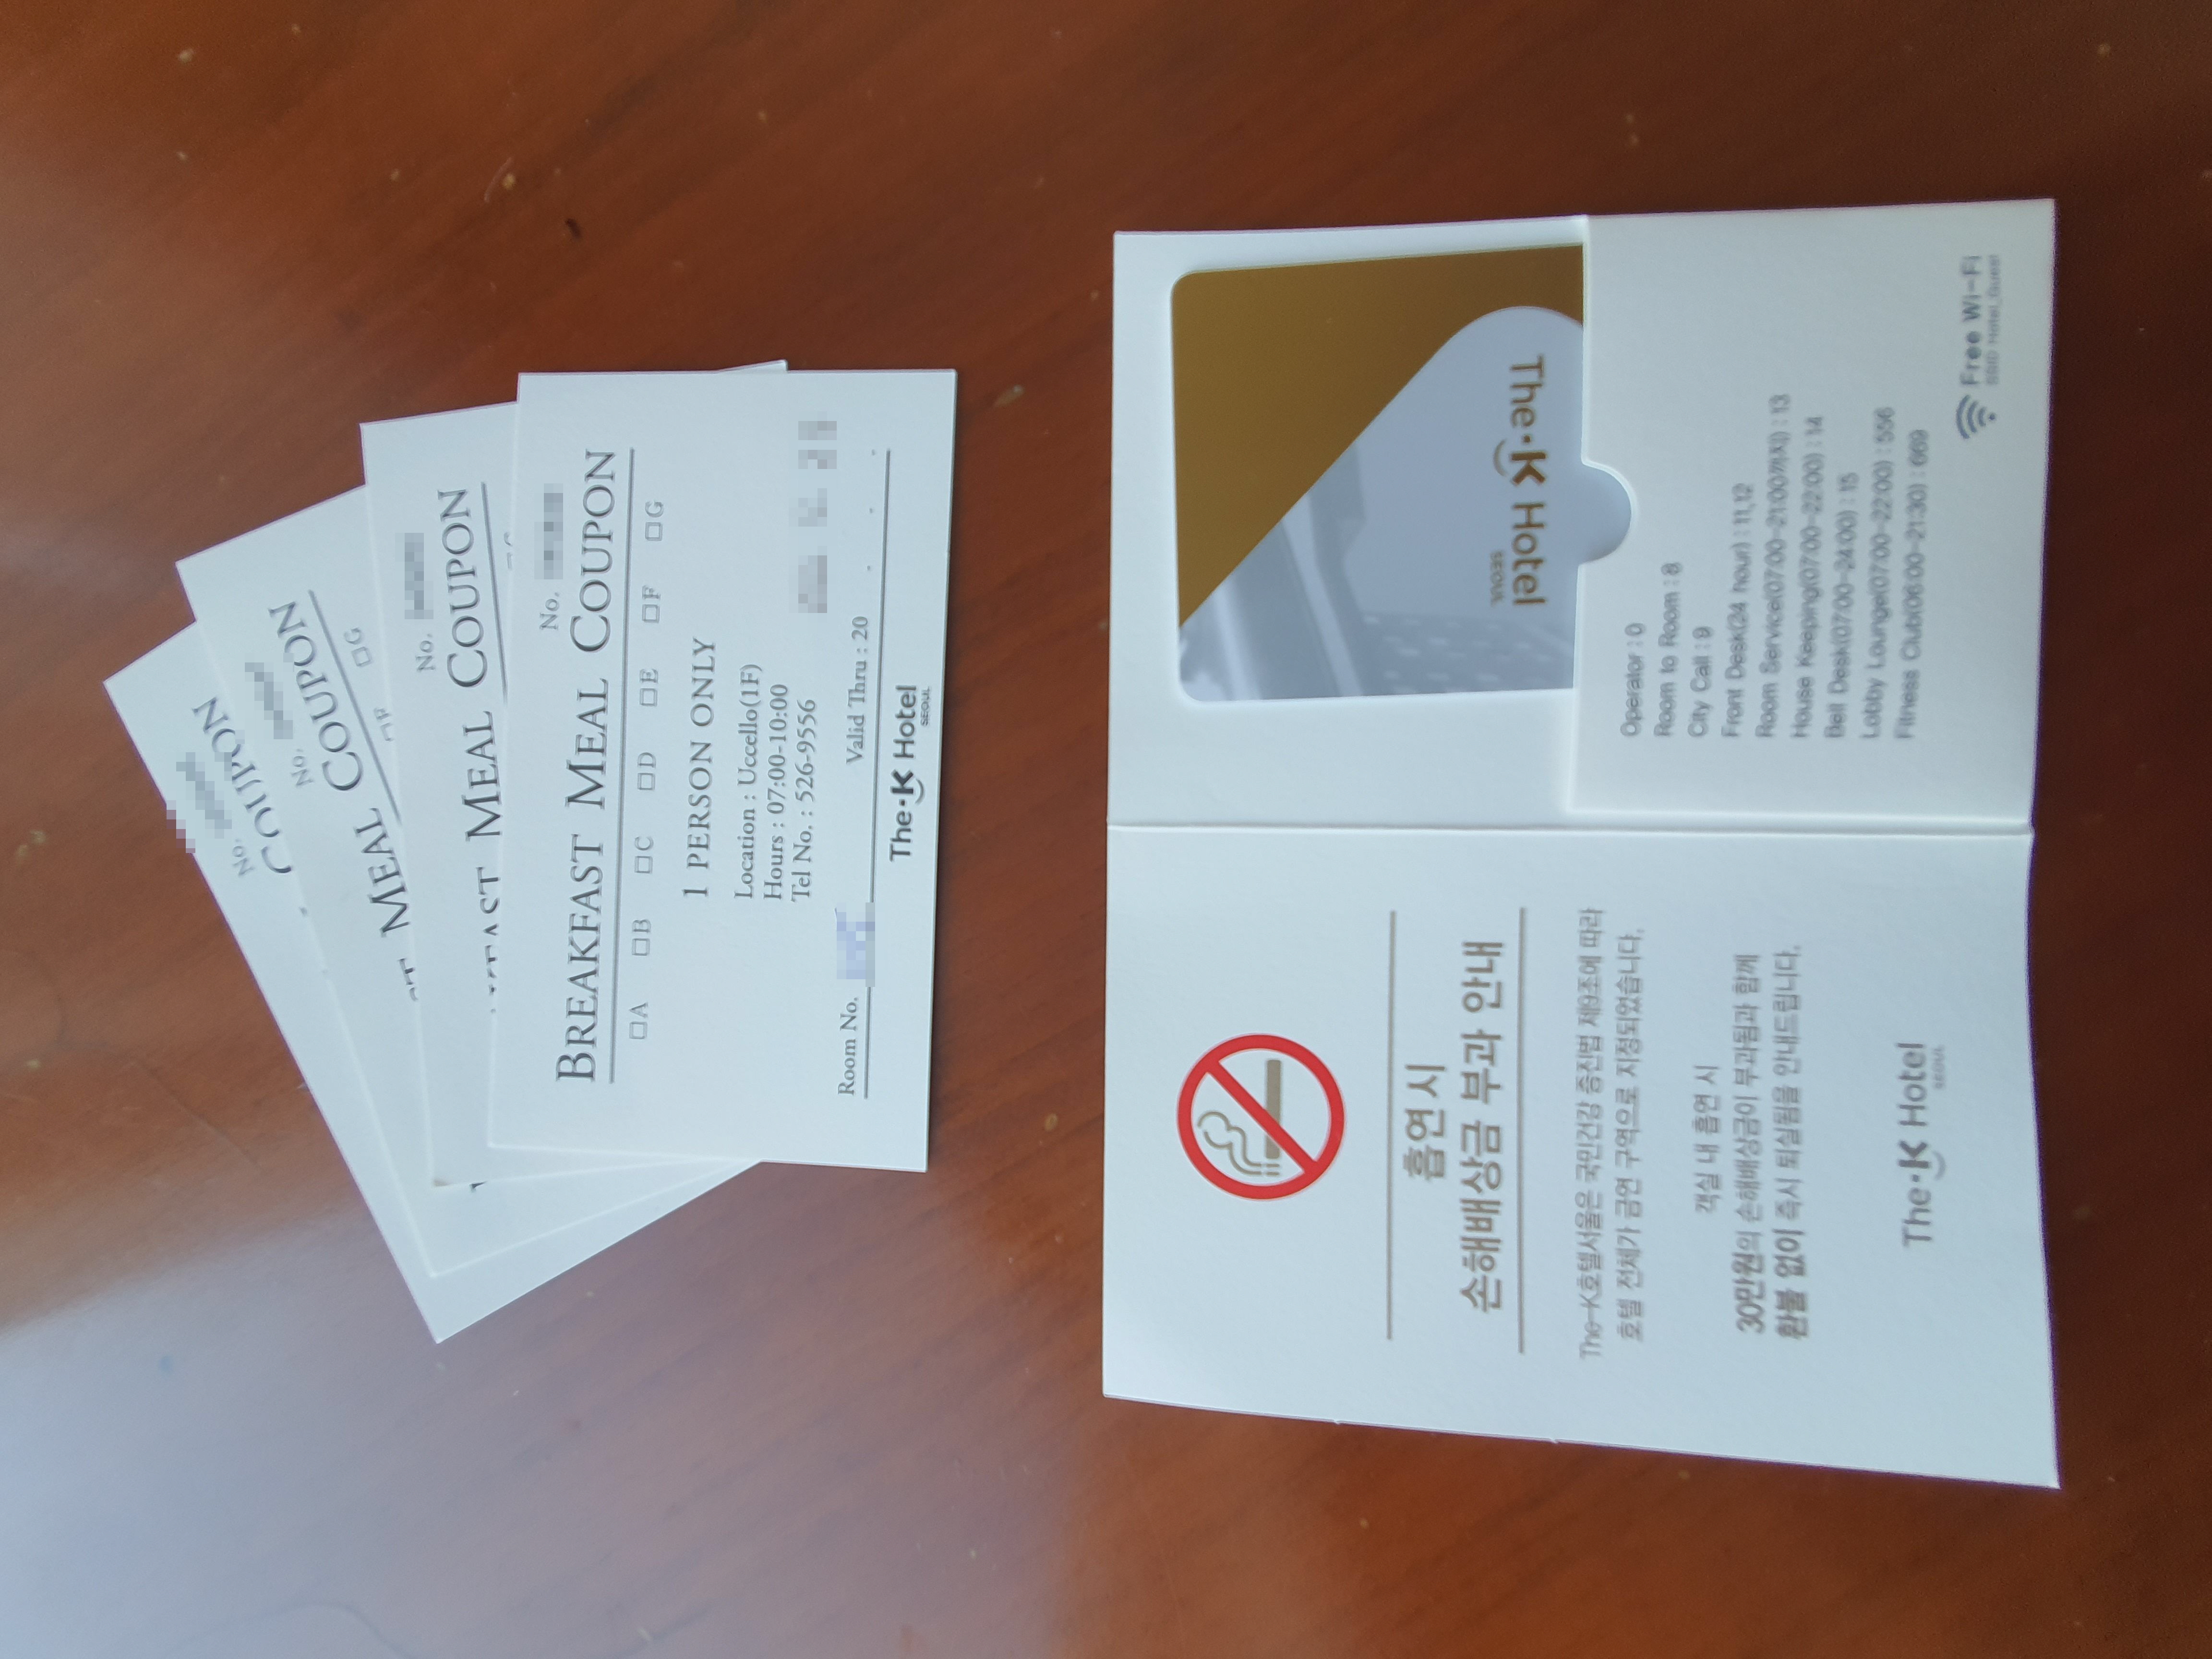 No.
COUPON
No.
ST MEAL COUPON
□F □G
No.
MEAL COUPON
No.
BREAKFAST MEAL COUPON
□A □B □C □D □E □F □G
1 PERSON ONLY
Location : Uccello(1F)
Hours : 07:00-10:00
Tel No. : 526-9556
Room No. Valid Thru : 20 . .
The·K Hotel
SEOUL
흡연 시
손해배상금 부과 안내
The-K호텔서울은 국민건강 증진법 제9조에 따라
호텔 전체가 금연 구역으로 지정되었습니다.
객실 내 흡연 시
30만원의 손해배상금이 부과됨과 함께
환불 없이 즉시 퇴실됨을 안내드립니다.
The·K Hotel
SEOUL
The·K Hotel
SEOUL
Operator : 0
Room to Room : 8
City Call : 9
Front Desk(24 hour) : 11,12
Room Service(07:00~21:00까지) : 13
House Keeping(07:00~22:00) : 14
Bell Desk(07:00~24:00) : 15
Lobby Lounge(07:00~22:00) : 556
Fitness Club(06:00~21:30) : 669
Free Wi-Fi
SSID Hotel_Guest